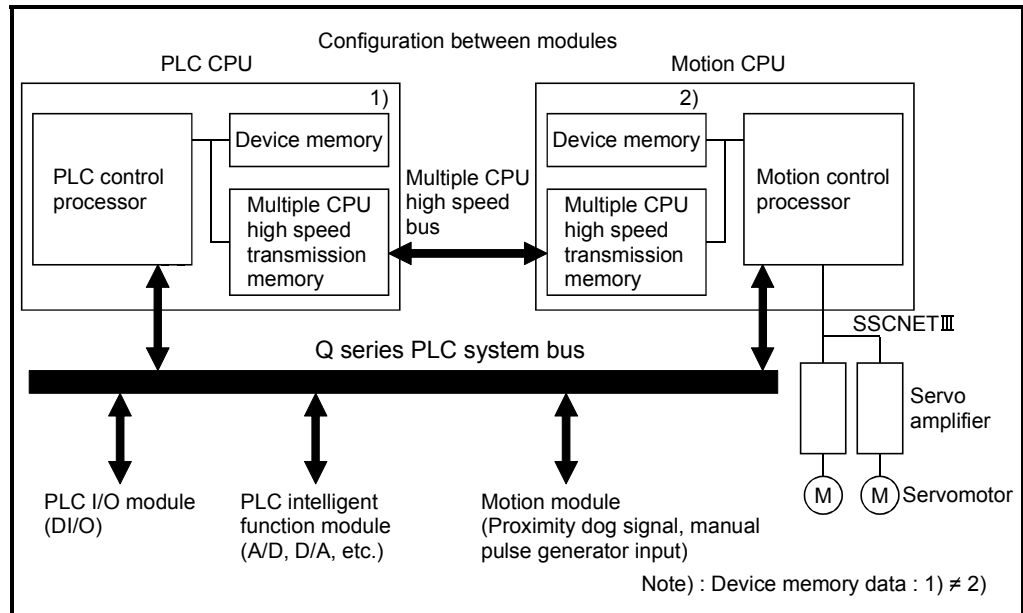 Configuration between modules
PLC CPU
Motion CPU
1)
2)
PLC control
processor
Device memory
Multiple CPU
high speed
transmission
memory
Multiple CPU
high speed
bus
Device memory
Multiple CPU
high speed
transmission
memory
Motion control
processor
SSCNETⅢ
Q series PLC system bus
Servo
amplifier
M
M
Servomotor
PLC I/O module
(DI/O)
PLC intelligent
function module
(A/D, D/A, etc.)
Motion module
(Proximity dog signal, manual
pulse generator input)
Note) : Device memory data : 1) ≠ 2)